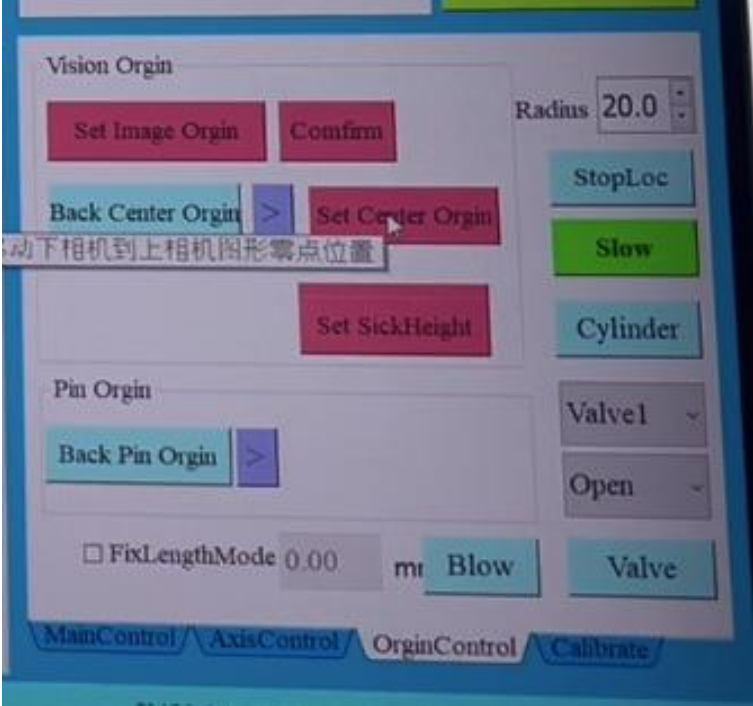 Vision Orgin
Set Image Orgin
Comfirm
Radius 20.0
StopLoc
Back Center Orgin
>
Set Center Orgin
动下相机到上相机图形零点位置
Slow
Set SickHeight
Cylinder
Pin Orgin
Valve1
Back Pin Orgin
>
Open
FixLengthMode 0.00
Blow
Valve
MainControl
AxisControl
OrginControl
Calibrate